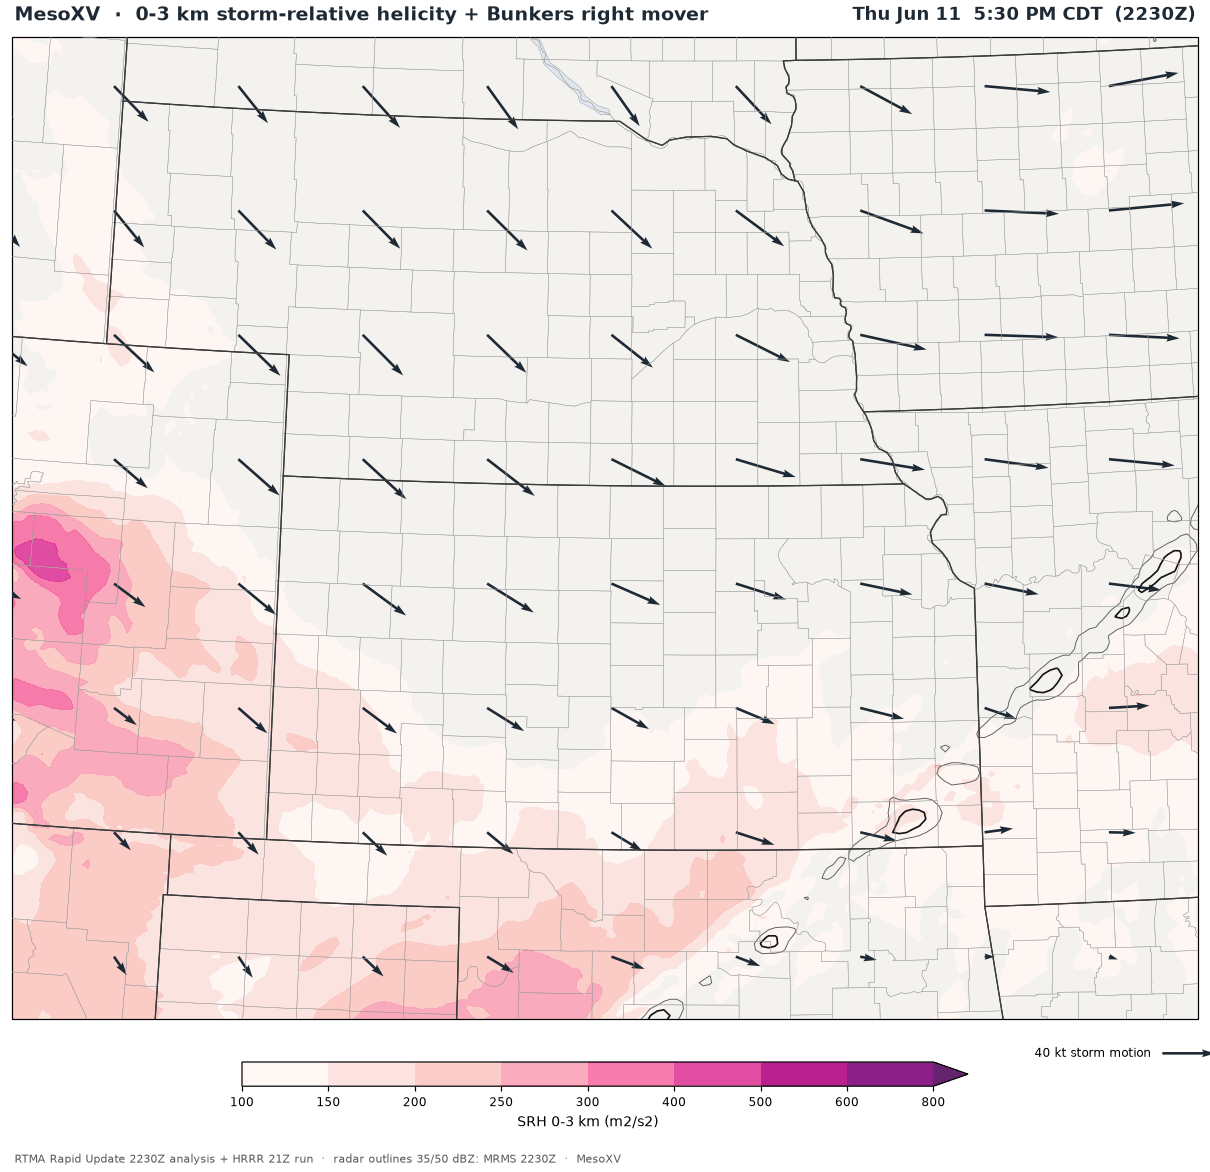 MesoXV · 0-3 km storm-relative helicity + Bunkers right mover
Thu Jun 11 5:30 PM CDT (2230Z)
40 kt storm motion
100 150 200 250 300 400 500 600 800
SRH 0-3 km (m2/s2)
RTMA Rapid Update 2230Z analysis + HRRR 21Z run · radar outlines 35/50 dBZ: MRMS 2230Z · MesoXV